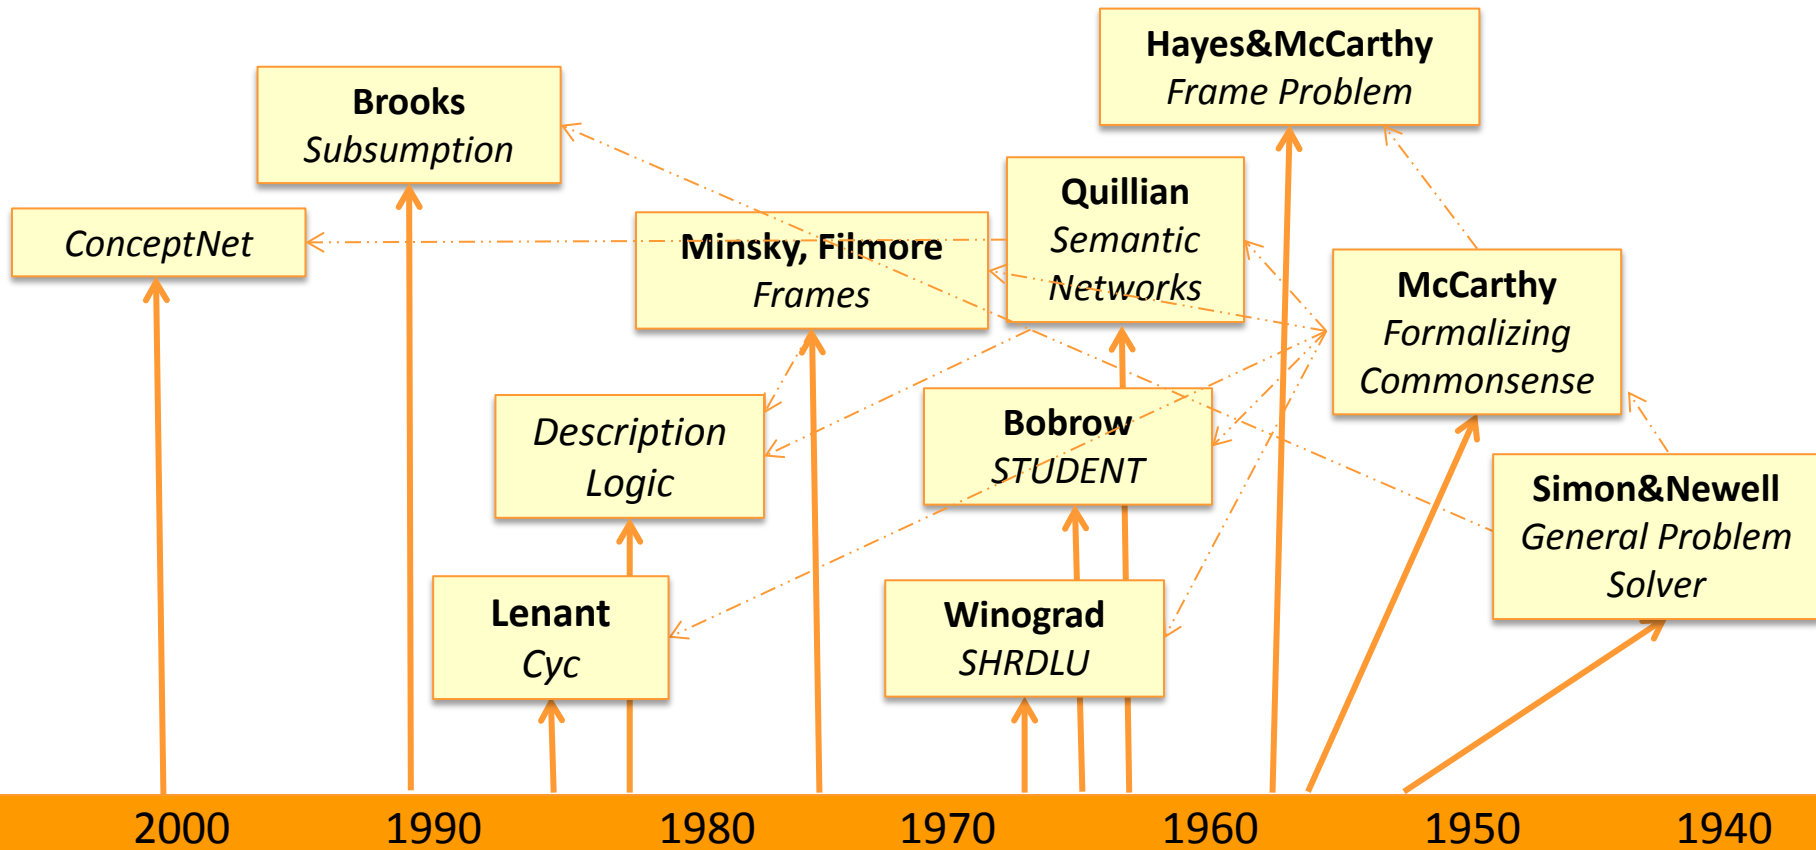 Hayes&McCarthy
Frame Problem
Brooks
Subsumption
Quillian
Semantic
Networks
ConceptNet
Minsky, Filmore
Frames
McCarthy
Formalizing
Commonsense
Description
Logic
Bobrow
STUDENT
Simon&Newell
General Problem
Solver
Lenant
Cyc
Winograd
SHRDLU
2000 1990 1980 1970 1960 1950 1940